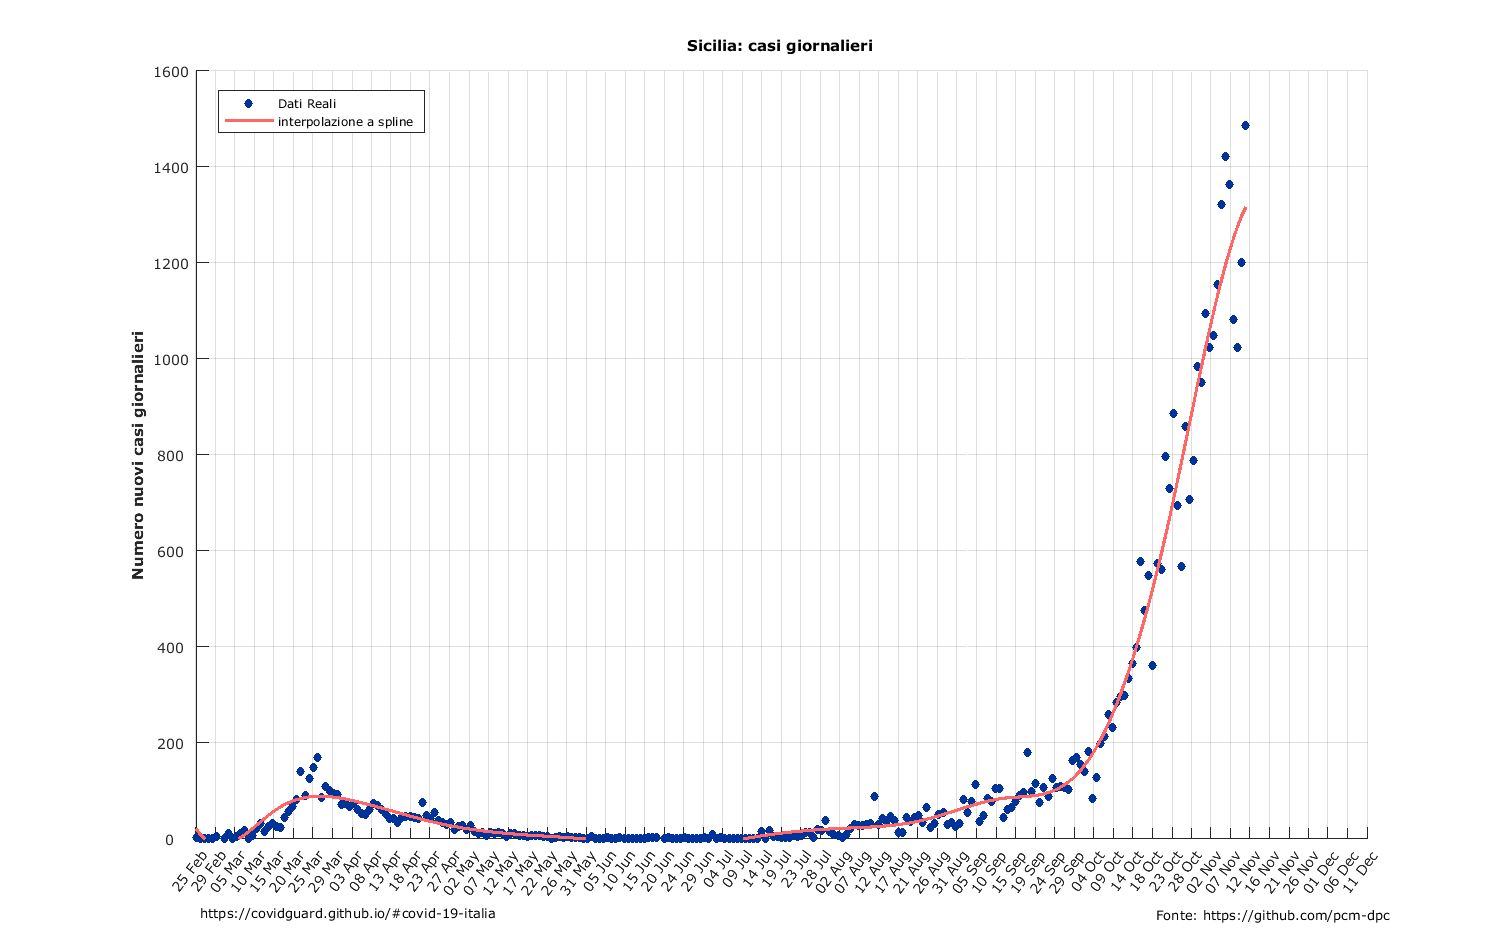 Sicilia: casi giornalieri
Dati Reali
interpolazione a spline
Numero nuovi casi giornalieri
1600
1400
1200
1000
800
600
400
200
0
25 Feb
29 Feb
05 Mar
10 Mar
15 Mar
20 Mar
25 Mar
29 Mar
03 Apr
08 Apr
13 Apr
18 Apr
23 Apr
27 Apr
02 May
07 May
12 May
17 May
22 May
26 May
31 May
05 Jun
10 Jun
15 Jun
20 Jun
24 Jun
29 Jun
04 Jul
09 Jul
14 Jul
19 Jul
23 Jul
28 Jul
02 Aug
07 Aug
12 Aug
17 Aug
21 Aug
26 Aug
31 Aug
05 Sep
10 Sep
15 Sep
19 Sep
24 Sep
29 Sep
04 Oct
09 Oct
14 Oct
18 Oct
23 Oct
28 Oct
02 Nov
07 Nov
12 Nov
16 Nov
21 Nov
26 Nov
01 Dec
06 Dec
11 Dec
https://covidguard.github.io/#covid-19-italia
Fonte: https://github.com/pcm-dpc